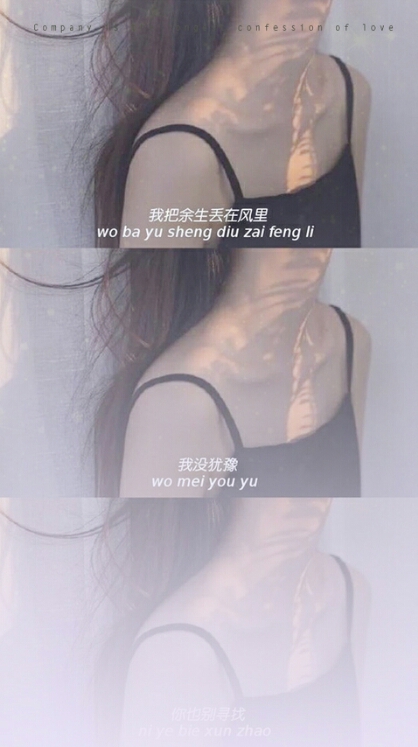 Company
confession of love
我把余生丢在风里
wo ba yu sheng diu zai feng li
我没犹豫
wo mei you yu
你也别寻找
ni ye bie xun zhao